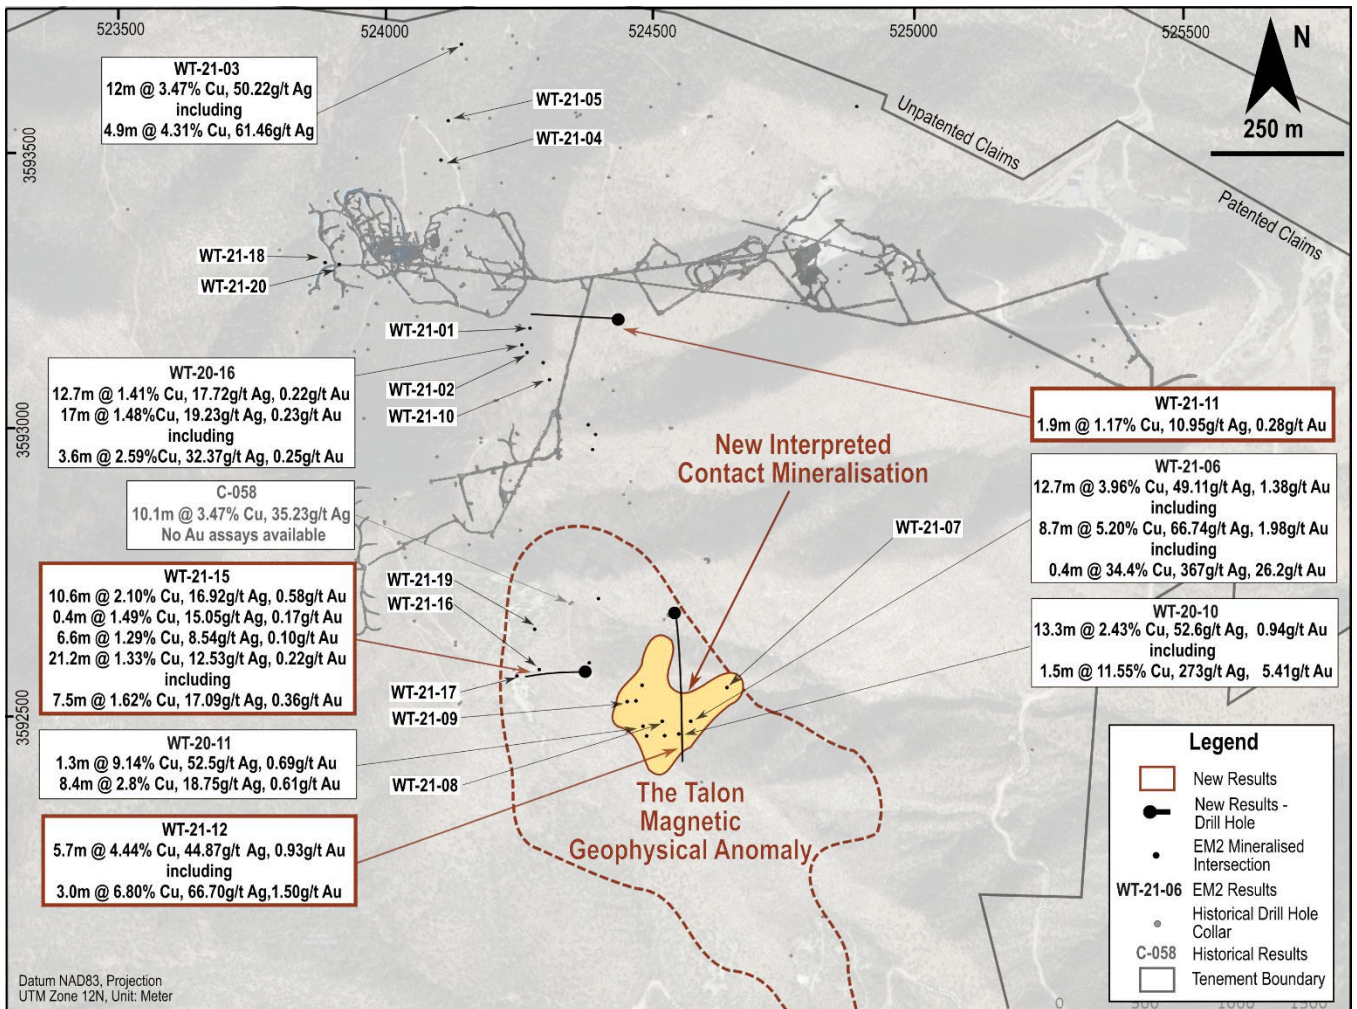 523500
524000
524500
525000
525500
N
250 m
3593500
3593000
3592500
Unpatented Claims
Patented Claims
WT-21-03
12m @ 3.47% Cu, 50.22g/t Ag
including
4.9m @ 4.31% Cu, 61.46g/t Ag
WT-21-05
WT-21-04
WT-21-18
WT-21-20
WT-21-01
WT-21-02
WT-21-10
WT-20-16
12.7m @ 1.41% Cu, 17.72g/t Ag, 0.22g/t Au
17m @ 1.48%Cu, 19.23g/t Ag, 0.23g/t Au
including
3.6m @ 2.59%Cu, 32.37g/t Ag, 0.25g/t Au
C-058
10.1m @ 3.47% Cu, 35.23g/t Ag
No Au assays available
WT-21-15
10.6m @ 2.10% Cu, 16.92g/t Ag, 0.58g/t Au
0.4m @ 1.49% Cu, 15.05g/t Ag, 0.17g/t Au
6.6m @ 1.29% Cu, 8.54g/t Ag, 0.10g/t Au
21.2m @ 1.33% Cu, 12.53g/t Ag, 0.22g/t Au
including
7.5m @ 1.62% Cu, 17.09g/t Ag, 0.36g/t Au
WT-20-11
1.3m @ 9.14% Cu, 52.5g/t Ag, 0.69g/t Au
8.4m @ 2.8% Cu, 18.75g/t Ag, 0.61g/t Au
WT-21-12
5.7m @ 4.44% Cu, 44.87g/t Ag, 0.93g/t Au
including
3.0m @ 6.80% Cu, 66.70g/t Ag,1.50g/t Au
WT-21-19
WT-21-16
WT-21-17
WT-21-09
WT-21-08
New Interpreted
Contact Mineralisation
WT-21-07
The Talon
Magnetic
Geophysical Anomaly
WT-21-11
1.9m @ 1.17% Cu, 10.95g/t Ag, 0.28g/t Au
WT-21-06
12.7m @ 3.96% Cu, 49.11g/t Ag, 1.38g/t Au
including
8.7m @ 5.20% Cu, 66.74g/t Ag, 1.98g/t Au
including
0.4m @ 34.4% Cu, 367g/t Ag, 26.2g/t Au
WT-20-10
13.3m @ 2.43% Cu, 52.6g/t Ag, 0.94g/t Au
including
1.5m @ 11.55% Cu, 273g/t Ag, 5.41g/t Au
Legend
New Results
New Results -
Drill Hole
EM2 Mineralised
Intersection
WT-21-06 EM2 Results
Historical Drill Hole
Collar
C-058 Historical Results
Tenement Boundary
0 500 1000 1500
Datum NAD83, Projection
UTM Zone 12N, Unit: Meter